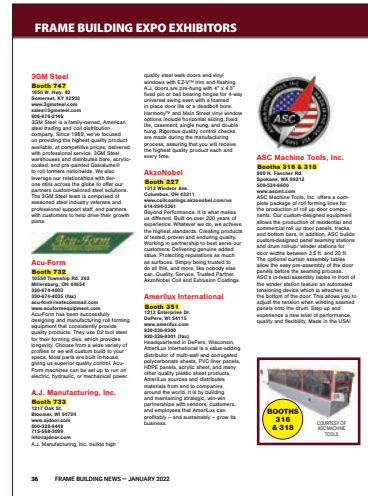 FRAME BUILDING EXPO EXHIBITORS
3GM Steel
Booth 747
1650 W. Hwy. 80
Somerset, KY 42503
www.3gmsteel.com
sales@3gmsteel.com
606-676-2146
3GM Steel is a family-owned, American
steel trading and coil distribution
company. Since 1989, we've focused
on providing the highest quality product
available, at competitive prices, delivered
with professional service. 3GM Steel
warehouses and distributes bare, acrylic-
coated, and pre-painted Galvalume®
to roll formers nationwide. We also
leverage our relationships with tier-
one mills across the globe to offer our
partners custom-tailored steel solutions.
The 3GM Steel team is comprised of
seasoned steel industry veterans and
professional support staff, and partners
with customers to help drive their growth
plans.
Acu-Form
Acu-Form
Booth 732
10550 Township Rd. 262
Millersburg, OH 44654
330-674-4003
330-674-4035 (fax)
acu-form@safecomail.com
www.acuformequipment.com
Acu-Form has been successfully
designing and manufacturing roll forming
equipment that consistently provide
quality products. They use D2 tool steel
for their forming dies, which provides
longevity. Choose from a wide variety of
profiles or we will custom build to your
specs. Most parts are built in-house,
giving us superior quality control. Acu-
Form machines can be set up to run on
electric, hydraulic, or mechanical power.
A.J. Manufacturing, Inc.
Booth 733
1217 Oak St.
Bloomer, WI 54724
www.ajdoor.com
800-328-9448
715-568-3099
info@ajdoor.com
A.J. Manufacturing, Inc. builds high
quality steel walk doors and vinyl
windows with EZ-V™ trim and flashing.
A.J. doors are pre-hung with 4" x 4.5"
fixed pin or ball bearing hinges for 4-way
universal swing even with a foamed
in place door lite or a deadbolt bore.
Harmony™ and Main Street vinyl window
options include horizontal sliding, fixed
lite, casement, single hung, and double
hung. Rigorous quality control checks
are made during the manufacturing
process, assuring that you will receive
the highest quality product each and
every time.
AkzoNobel
Booth 227
1313 Windsor Ave.
Columbus, OH 43211
www.coilcoatings.akzonobel.com/us
614-294-3361
Beyond Performance. It is what makes
us different. Built on over 200 years of
experience. Whatever we do, we achieve
the highest standards. Creating products
of tested, proven and enduring quality.
Working in partnership to best serve our
customers. Delivering genuine added
value. Protecting reputations as much
as surfaces. Simply being trusted to
do all this, and more, like nobody else
can. Quality, Service, Trusted Partner.
AkzoNobel Coil and Extrusion Coatings.
Amerilux International
Booth 351
1212 Enterprise Dr.
DePere, WI 54115
www.amerilux.com
920-336-9300
920-336-9301 (fax)
Headquartered in DePere, Wisconsin,
AmeriLux International is a value-adding
distributor of multi-wall and corrugated
polycarbonate sheets, PVC liner panels,
HDPE panels, acrylic sheet, and many
other quality plastic sheet products.
AmeriLux sources and distributes
materials from and to companies
around the world. It is by building
and maintaining strategic, win-win
partnerships with vendors, customers,
and employees that AmeriLux can
profitably – and sustainably – grow its
business.
ASC
ASC Machine Tools, Inc.
Booths 316 & 318
900 N. Fancher Rd.
Spokane, WA 99212
509-534-6600
www.ascmt.com
ASC Machine Tools, Inc. offers a com-
plete package of roll forming lines for
the production of roll up door compo-
nents. Our custom-designed equipment
allows the production of residential and
commercial roll up door panels, tracks
and bottom bars. In addition, ASC builds
custom-designed panel seaming stations
and drum roll-up/ winder stations for
door widths between 3.5 ft. and 20 ft.
The optional curtain assembly tables
allow the easy pre-assembly of the door
panels before the seaming process.
ASC's in-feed/assembly tables in front of
the winder station feature an automated
tensioning device which is attached to
the bottom of the door. This allows you to
adjust the tension when winding seamed
panels onto the drum. Step up and
experience a new level of performance,
quality and flexibility. Made in the USA!
BOOTHS
316
& 318
COURTESY OF
ASC MACHINE
TOOLS.
36 FRAME BUILDING NEWS — JANUARY 2022